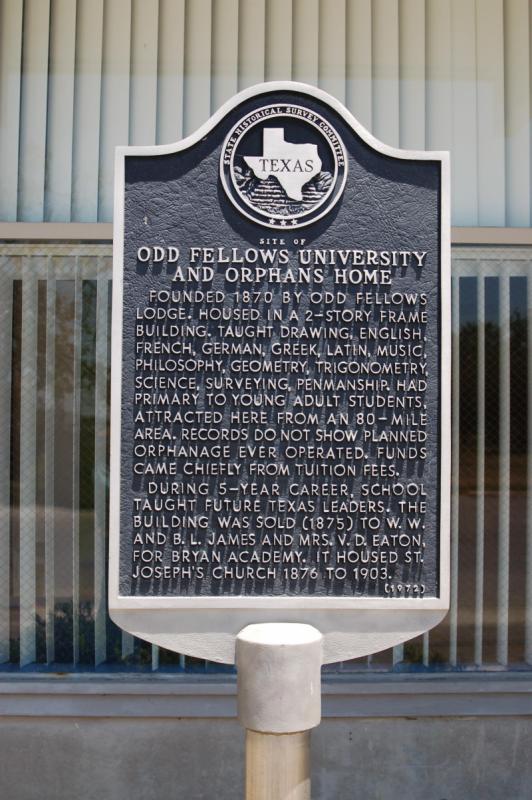 STATE HISTORICAL SURVEY COMMITTEE
TEXAS
SITE OF
ODD FELLOWS UNIVERSITY
AND ORPHANS HOME
FOUNDED 1870 BY ODD FELLOWS
LODGE. HOUSED IN A 2-STORY FRAME
BUILDING. TAUGHT DRAWING, ENGLISH,
FRENCH, GERMAN, GREEK, LATIN, MUSIC,
PHILOSOPHY, GEOMETRY, TRIGONOMETRY,
SCIENCE, SURVEYING, PENMANSHIP. HAD
PRIMARY TO YOUNG ADULT STUDENTS,
ATTRACTED HERE FROM AN 80-MILE
AREA. RECORDS DO NOT SHOW PLANNED
ORPHANAGE EVER OPERATED. FUNDS
CAME CHIEFLY FROM TUITION FEES.
DURING 5-YEAR CAREER, SCHOOL
TAUGHT FUTURE TEXAS LEADERS. THE
BUILDING WAS SOLD (1875) TO W. W.
AND B. L. JAMES AND MRS. V. D. EATON,
FOR BRYAN ACADEMY. IT HOUSED ST.
JOSEPH'S CHURCH 1876 TO 1903.
(1972)